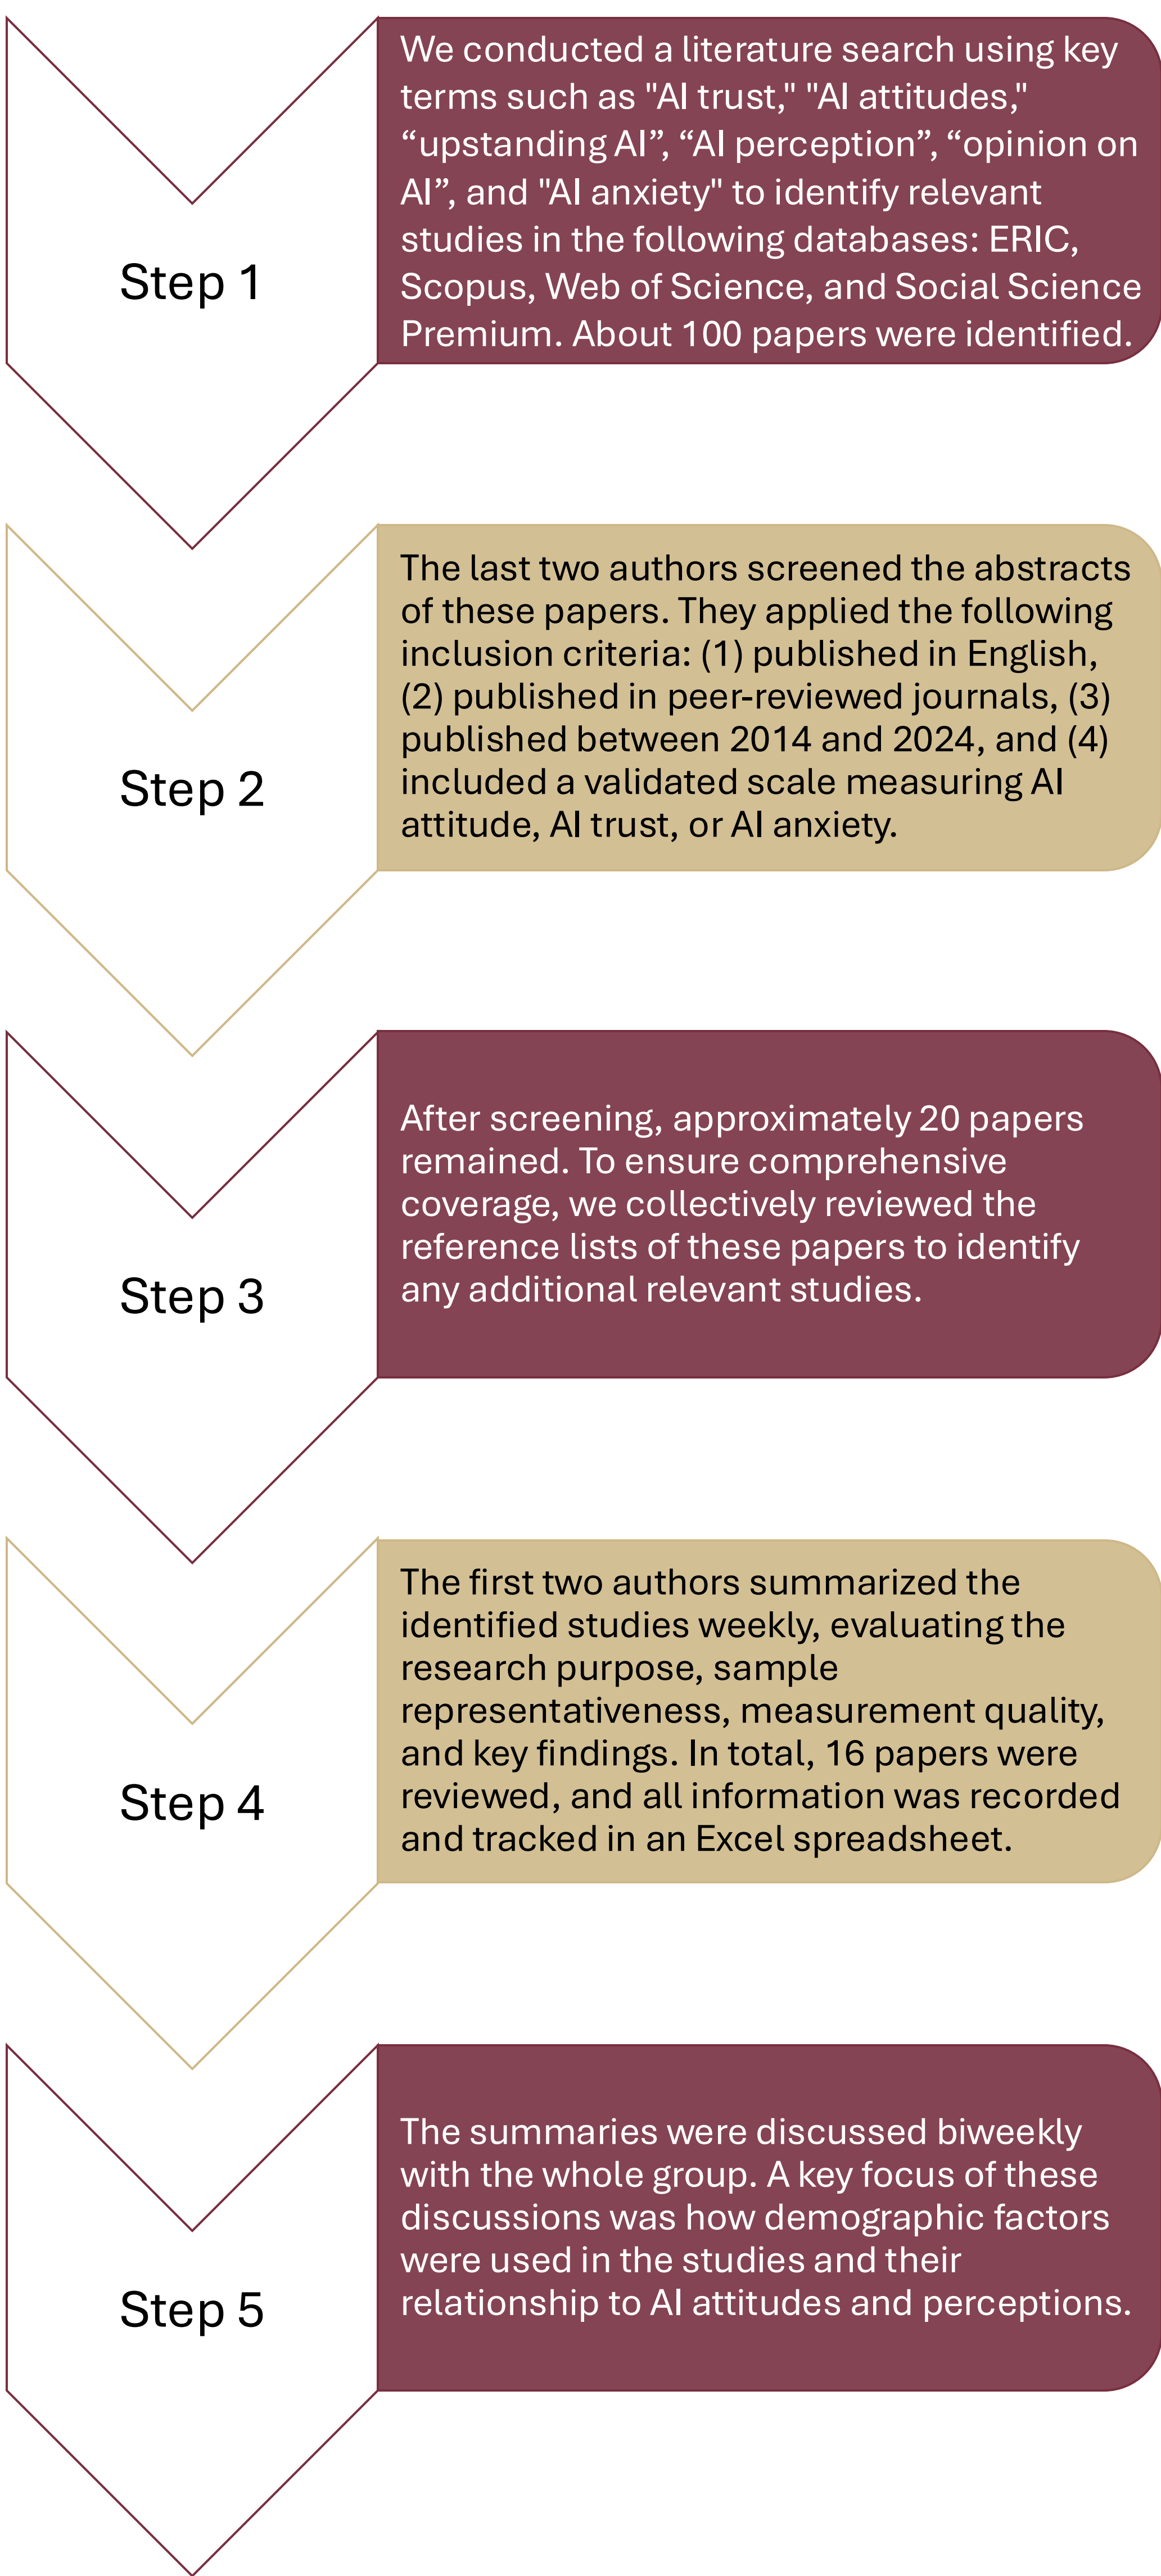 Step 1
We conducted a literature search using key
terms such as "AI trust," "AI attitudes,"
“upstanding AI”, “AI perception”, “opinion on
AI”, and "AI anxiety" to identify relevant
studies in the following databases: ERIC,
Scopus, Web of Science, and Social Science
Premium. About 100 papers were identified.
Step 2
The last two authors screened the abstracts
of these papers. They applied the following
inclusion criteria: (1) published in English,
(2) published in peer-reviewed journals, (3)
published between 2014 and 2024, and (4)
included a validated scale measuring AI
attitude, AI trust, or AI anxiety.
Step 3
After screening, approximately 20 papers
remained. To ensure comprehensive
coverage, we collectively reviewed the
reference lists of these papers to identify
any additional relevant studies.
Step 4
The first two authors summarized the
identified studies weekly, evaluating the
research purpose, sample
representativeness, measurement quality,
and key findings. In total, 16 papers were
reviewed, and all information was recorded
and tracked in an Excel spreadsheet.
Step 5
The summaries were discussed biweekly
with the whole group. A key focus of these
discussions was how demographic factors
were used in the studies and their
relationship to AI attitudes and perceptions.